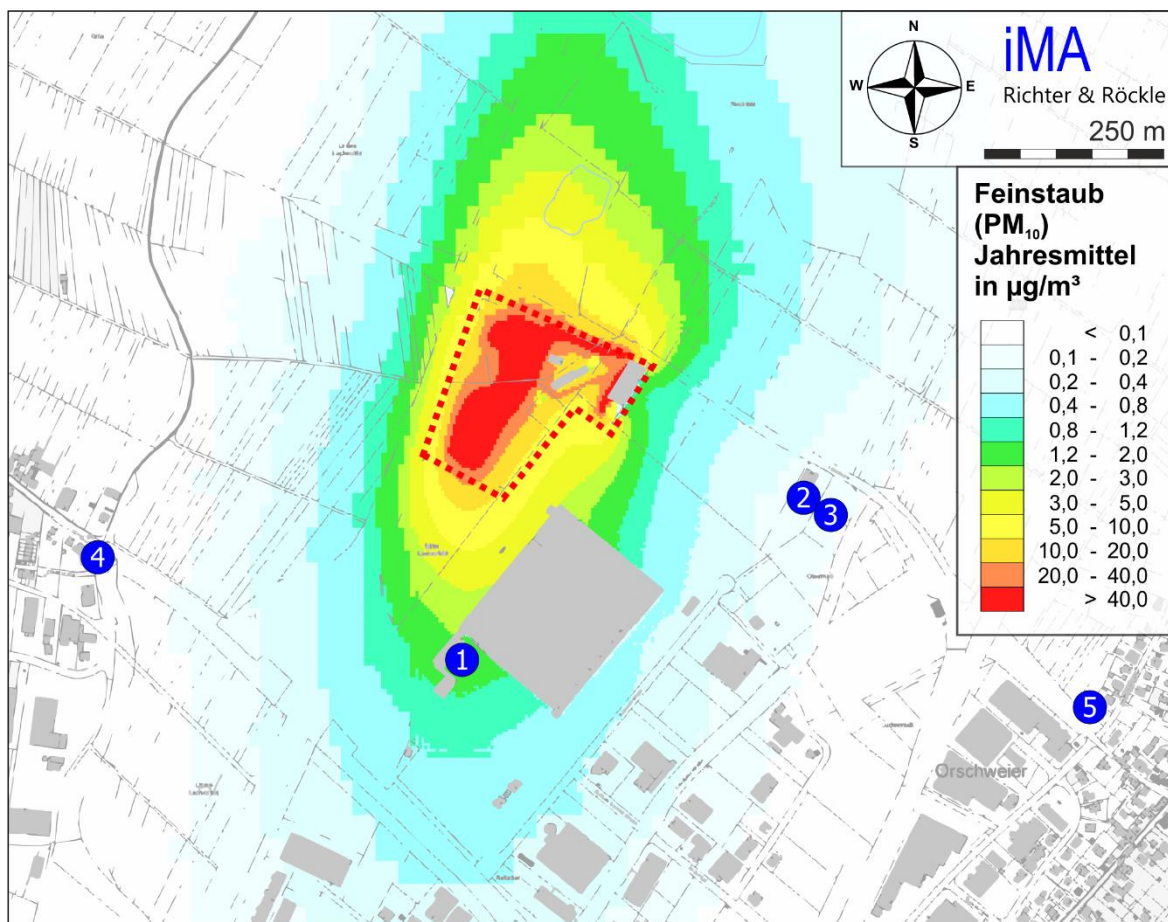 N
W
E
S
iMA
Richter & Röckle
250 m
Feinstaub
(PM₁₀)
Jahresmittel
in µg/m³
< 0,1
0,1 - 0,2
0,2 - 0,4
0,4 - 0,8
0,8 - 1,2
1,2 - 2,0
2,0 - 3,0
3,0 - 5,0
5,0 - 10,0
10,0 - 20,0
20,0 - 40,0
> 40,0
2
3
4
1
5
Orschweier